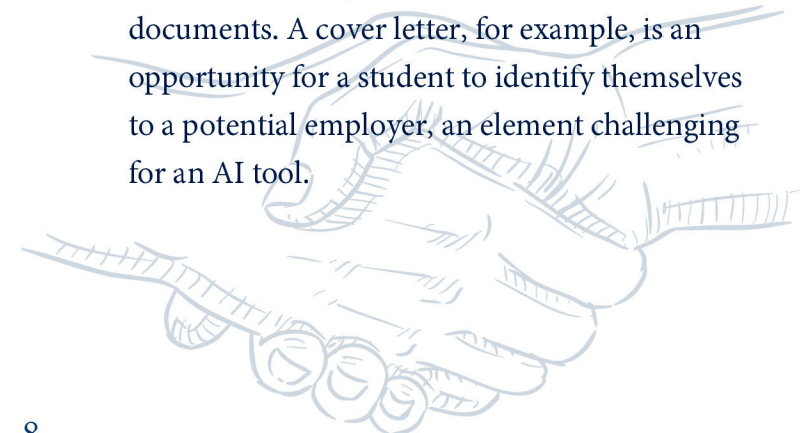 documents. A cover letter, for example, is an
opportunity for a student to identify themselves
to a potential employer, an element challenging
for an AI tool.